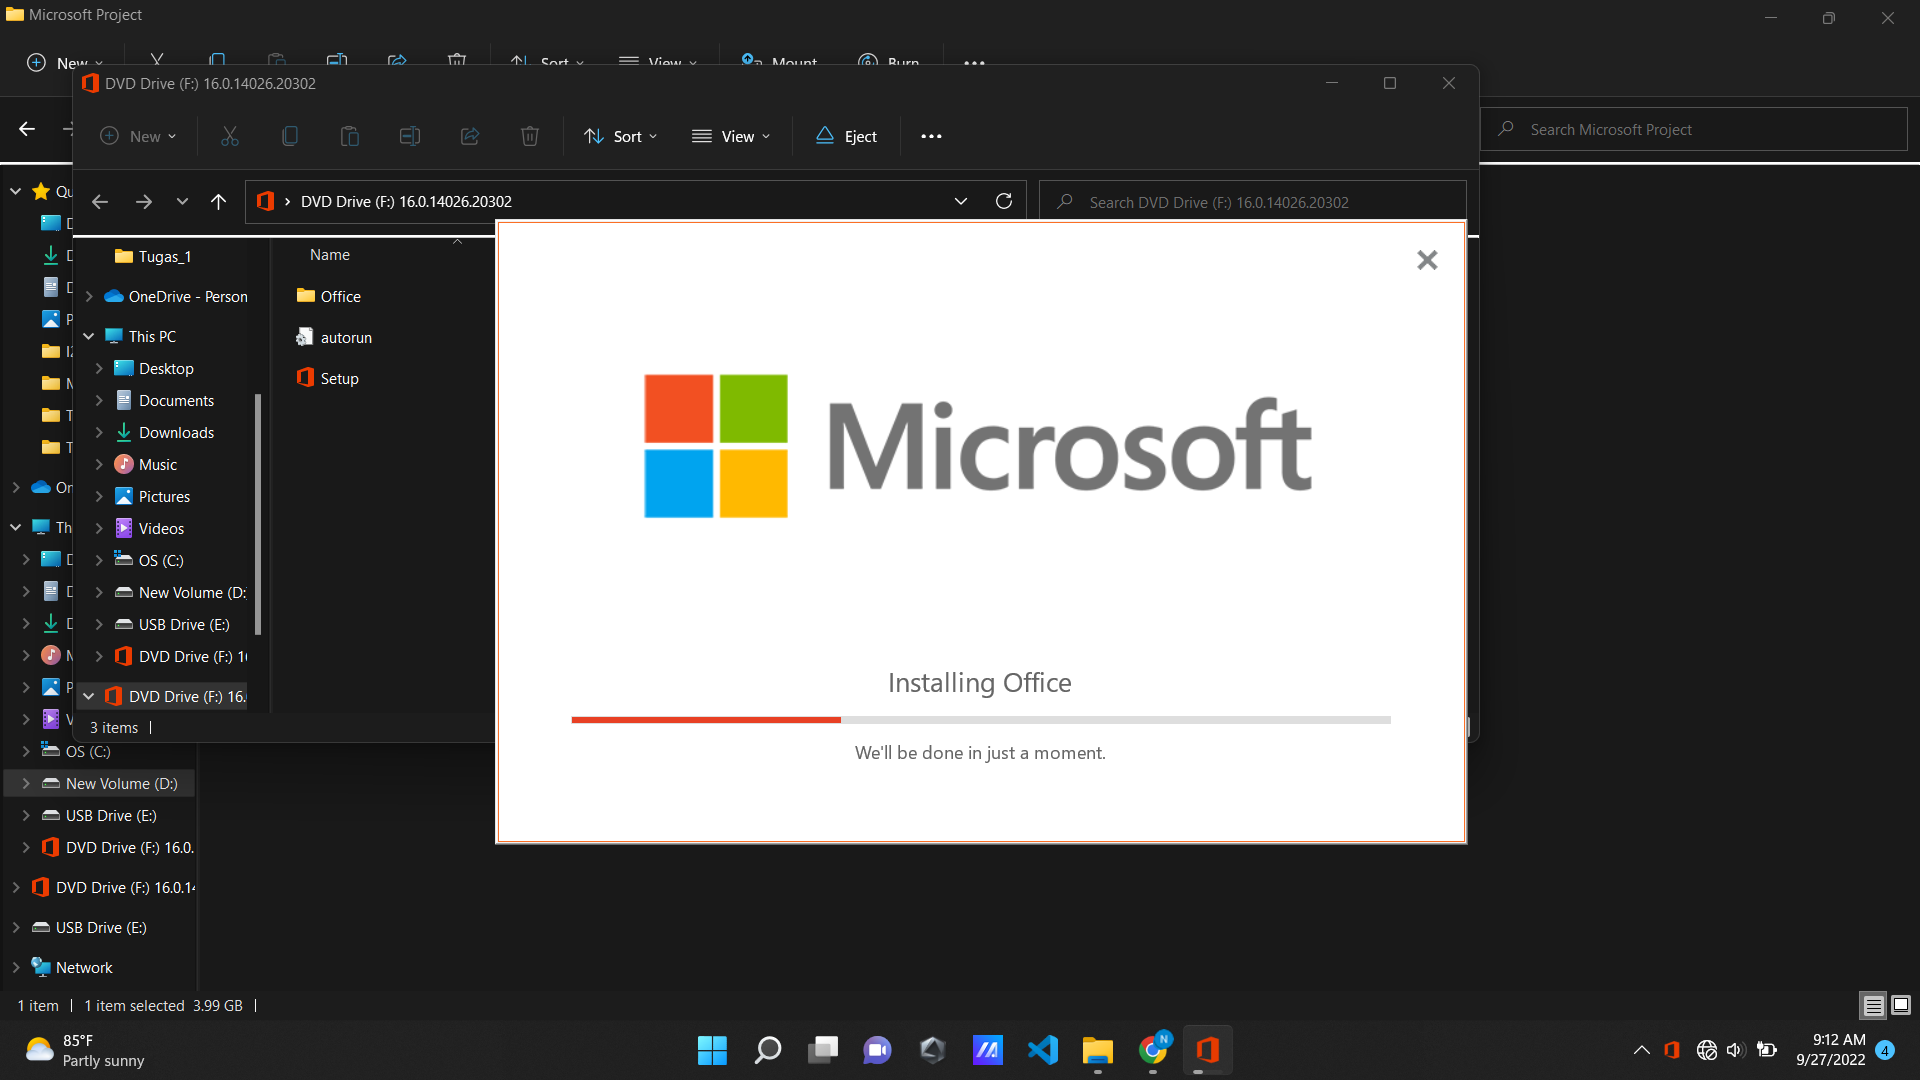 Microsoft Project
New
Sort
View
Mount
Burn
DVD Drive (F:) 16.0.14026.20302
New
Sort
View
Eject
Search Microsoft Project
DVD Drive (F:) 16.0.14026.20302
Search DVD Drive (F:) 16.0.14026.20302
Qu
D
D
D
P
M
T
T
On
Th
D
D
D
M
P
V
OS (C:)
New Volume (D:)
USB Drive (E:)
DVD Drive (F:) 16.0.
DVD Drive (F:) 16.0.14
USB Drive (E:)
Network
Tugas_1
OneDrive - Person
This PC
Desktop
Documents
Downloads
Music
Pictures
Videos
OS (C:)
New Volume (D:
USB Drive (E:)
DVD Drive (F:) 16
DVD Drive (F:) 16.
3 items
Name
Office
autorun
Setup
Microsoft
Installing Office
We'll be done in just a moment.
1 item
1 item selected 3.99 GB
85°F
Partly sunny
N
9:12 AM
9/27/2022
4